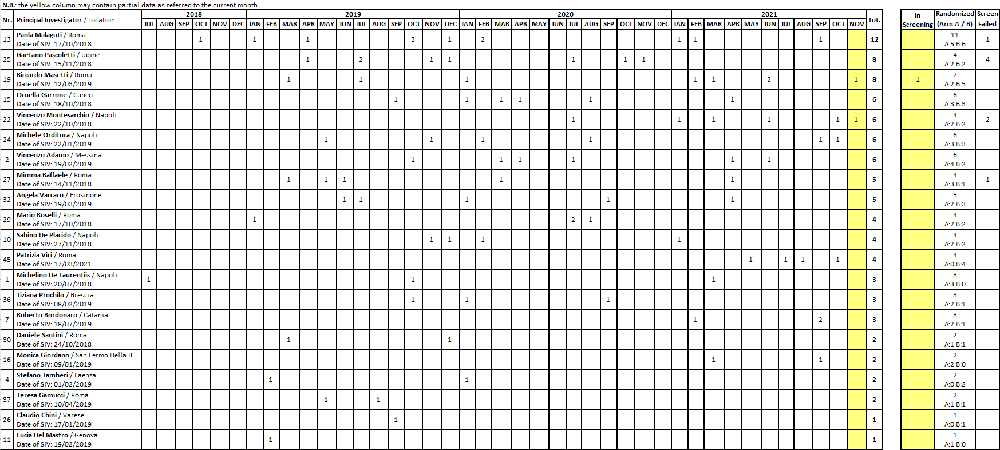 N.B.: the yellow column may contain partial data as referred to the current month
Nr. Principal Investigator / Location 2018 2019 2020 2021 Tot. In Screening Randomized (Arm A / B) Screen Failed
JUL AUG SEP OCT NOV DEC JAN FEB MAR APR MAY JUN JUL AUG SEP OCT NOV DEC JAN FEB MAR APR MAY JUN JUL AUG SEP OCT NOV DEC JAN FEB MAR APR MAY JUN JUL AUG SEP OCT NOV
13 Paola Malaguti / Roma 1 1 1 3 1 2 1 1 1 12 11 1
Date of SIV: 17/10/2018 A:5 B:6
25 Gaetano Pascoletti / Udine 1 2 1 1 1 1 1 8 4 4
Date of SIV: 15/11/2018 A:2 B:2
19 Riccardo Masetti / Roma 1 1 1 1 1 2 1 8 1 7
Date of SIV: 12/03/2019 A:2 B:5
15 Ornella Garrone / Cuneo 1 1 1 1 1 1 6 6
Date of SIV: 18/10/2018 A:3 B:3
22 Vincenzo Montesarchio / Napoli 1 1 1 1 1 1 6 4 2
Date of SIV: 22/10/2018 A:2 B:2
24 Michele Orditura / Napoli 1 1 1 1 1 1 6 6
Date of SIV: 22/01/2019 A:3 B:3
2 Vincenzo Adamo / Messina 1 1 1 1 1 1 6 6
Date of SIV: 19/02/2019 A:4 B:2
27 Mimma Raffaele / Roma 1 1 1 1 1 5 4 1
Date of SIV: 14/11/2018 A:3 B:1
32 Angela Vaccaro / Frosinone 1 1 1 1 1 5 5
Date of SIV: 19/03/2019 A:2 B:3
29 Mario Roselli / Roma 1 2 1 4 4
Date of SIV: 17/10/2018 A:2 B:2
10 Sabino De Placido / Napoli 1 1 1 1 4 4
Date of SIV: 27/11/2018 A:2 B:2
45 Patrizia Vici / Roma 1 1 1 1 4 4
Date of SIV: 17/03/2021 A:0 B:4
1 Michelino De Laurentiis / Napoli 1 1 1 3 3
Date of SIV: 20/07/2018 A:3 B:0
36 Tiziana Prochilo / Brescia 1 1 1 3 3
Date of SIV: 08/02/2019 A:2 B:1
7 Roberto Bordonaro / Catania 1 2 3 3
Date of SIV: 18/07/2019 A:2 B:1
30 Daniele Santini / Roma 1 1 2 2
Date of SIV: 24/10/2018 A:1 B:1
16 Monica Giordano / San Fermo Della B. 1 1 2 2
Date of SIV: 09/01/2019 A:2 B:0
4 Stefano Tamberi / Faenza 1 1 2 2
Date of SIV: 01/02/2019 A:0 B:2
37 Teresa Gamucci / Roma 1 1 2 2
Date of SIV: 10/04/2019 A:1 B:1
26 Claudio Chini / Varese 1 1 1
Date of SIV: 17/01/2019 A:0 B:1
11 Lucia Del Mastro / Genova 1 1 1
Date of SIV: 19/02/2019 A:1 B:0